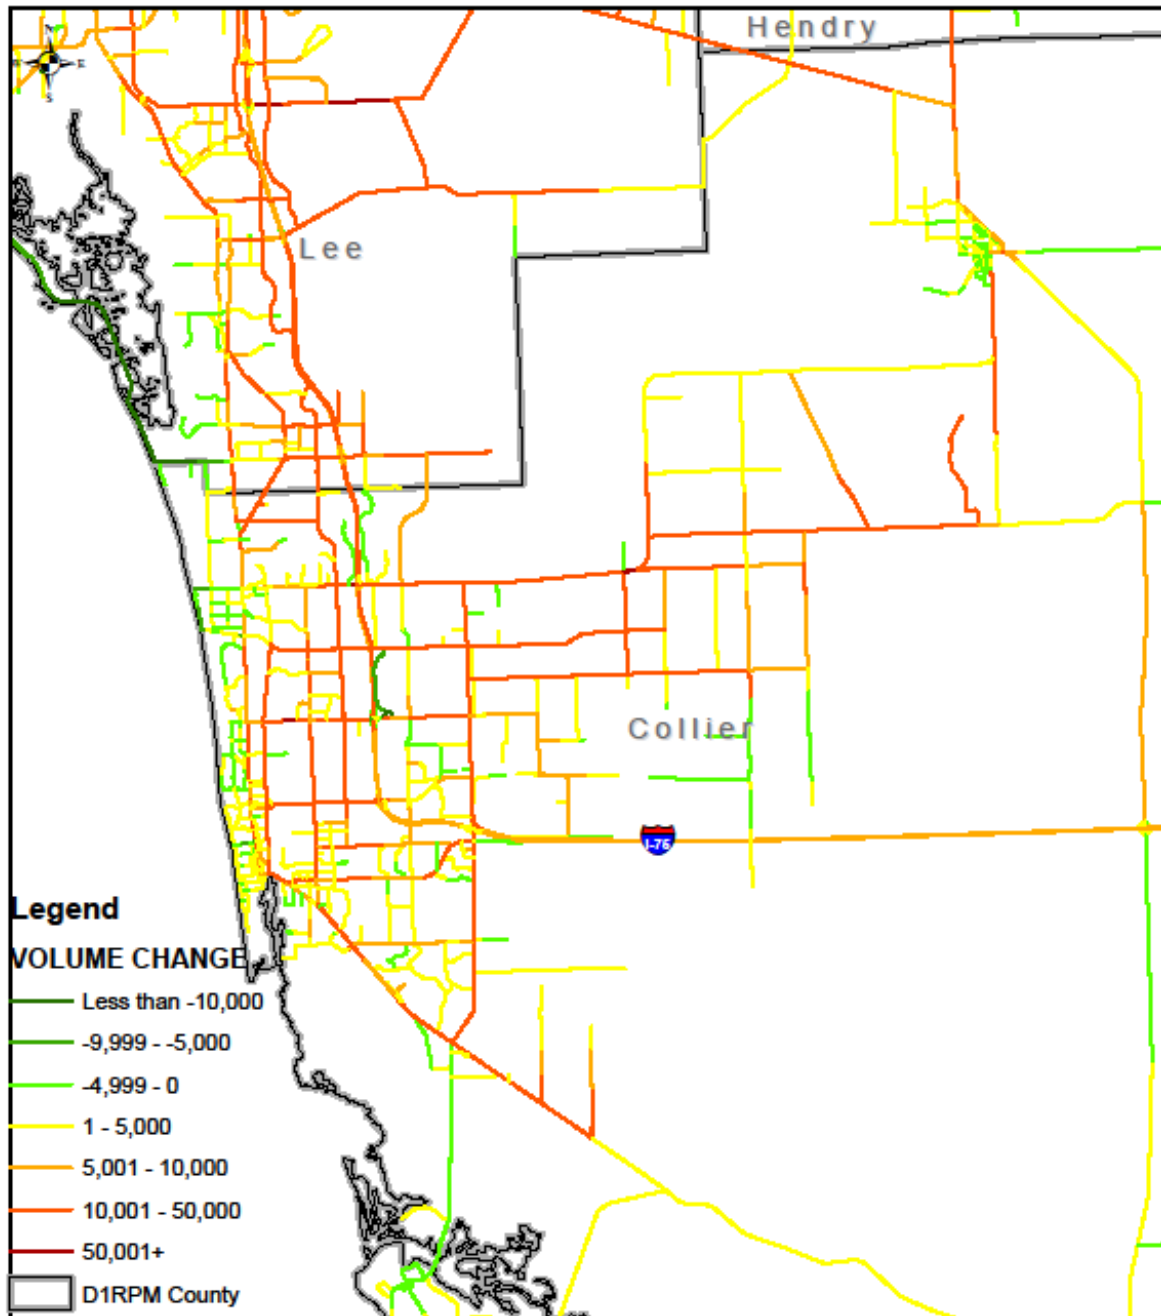 Hendry
N
E
S
Lee
Collier
I-75
Legend
VOLUME CHANGE
Less than -10,000
-9,999 - -5,000
-4,999 - 0
1 - 5,000
5,001 - 10,000
10,001 - 50,000
50,001+
D1RPM County